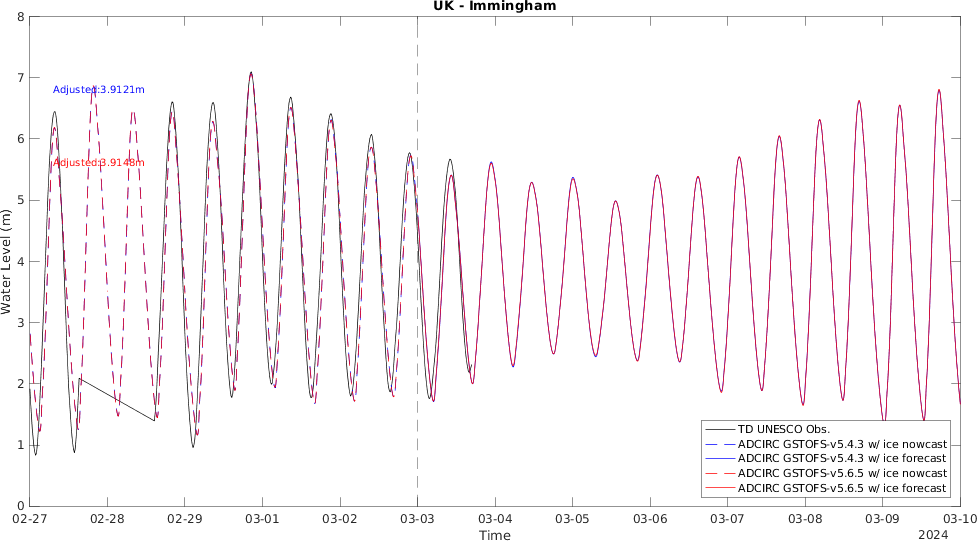 UK - Immingham
8
7
6
5
4
3
2
1
0
Water Level (m)
Adjusted:3.9121m
Adjusted:3.9148m
TD UNESCO Obs.
ADCIRC GSTOFS-v5.4.3 w/ ice nowcast
ADCIRC GSTOFS-v5.4.3 w/ ice forecast
ADCIRC GSTOFS-v5.6.5 w/ ice nowcast
ADCIRC GSTOFS-v5.6.5 w/ ice forecast
02-27 02-28 02-29 03-01 03-02 03-03 03-04 03-05 03-06 03-07 03-08 03-09 03-10
Time
2024